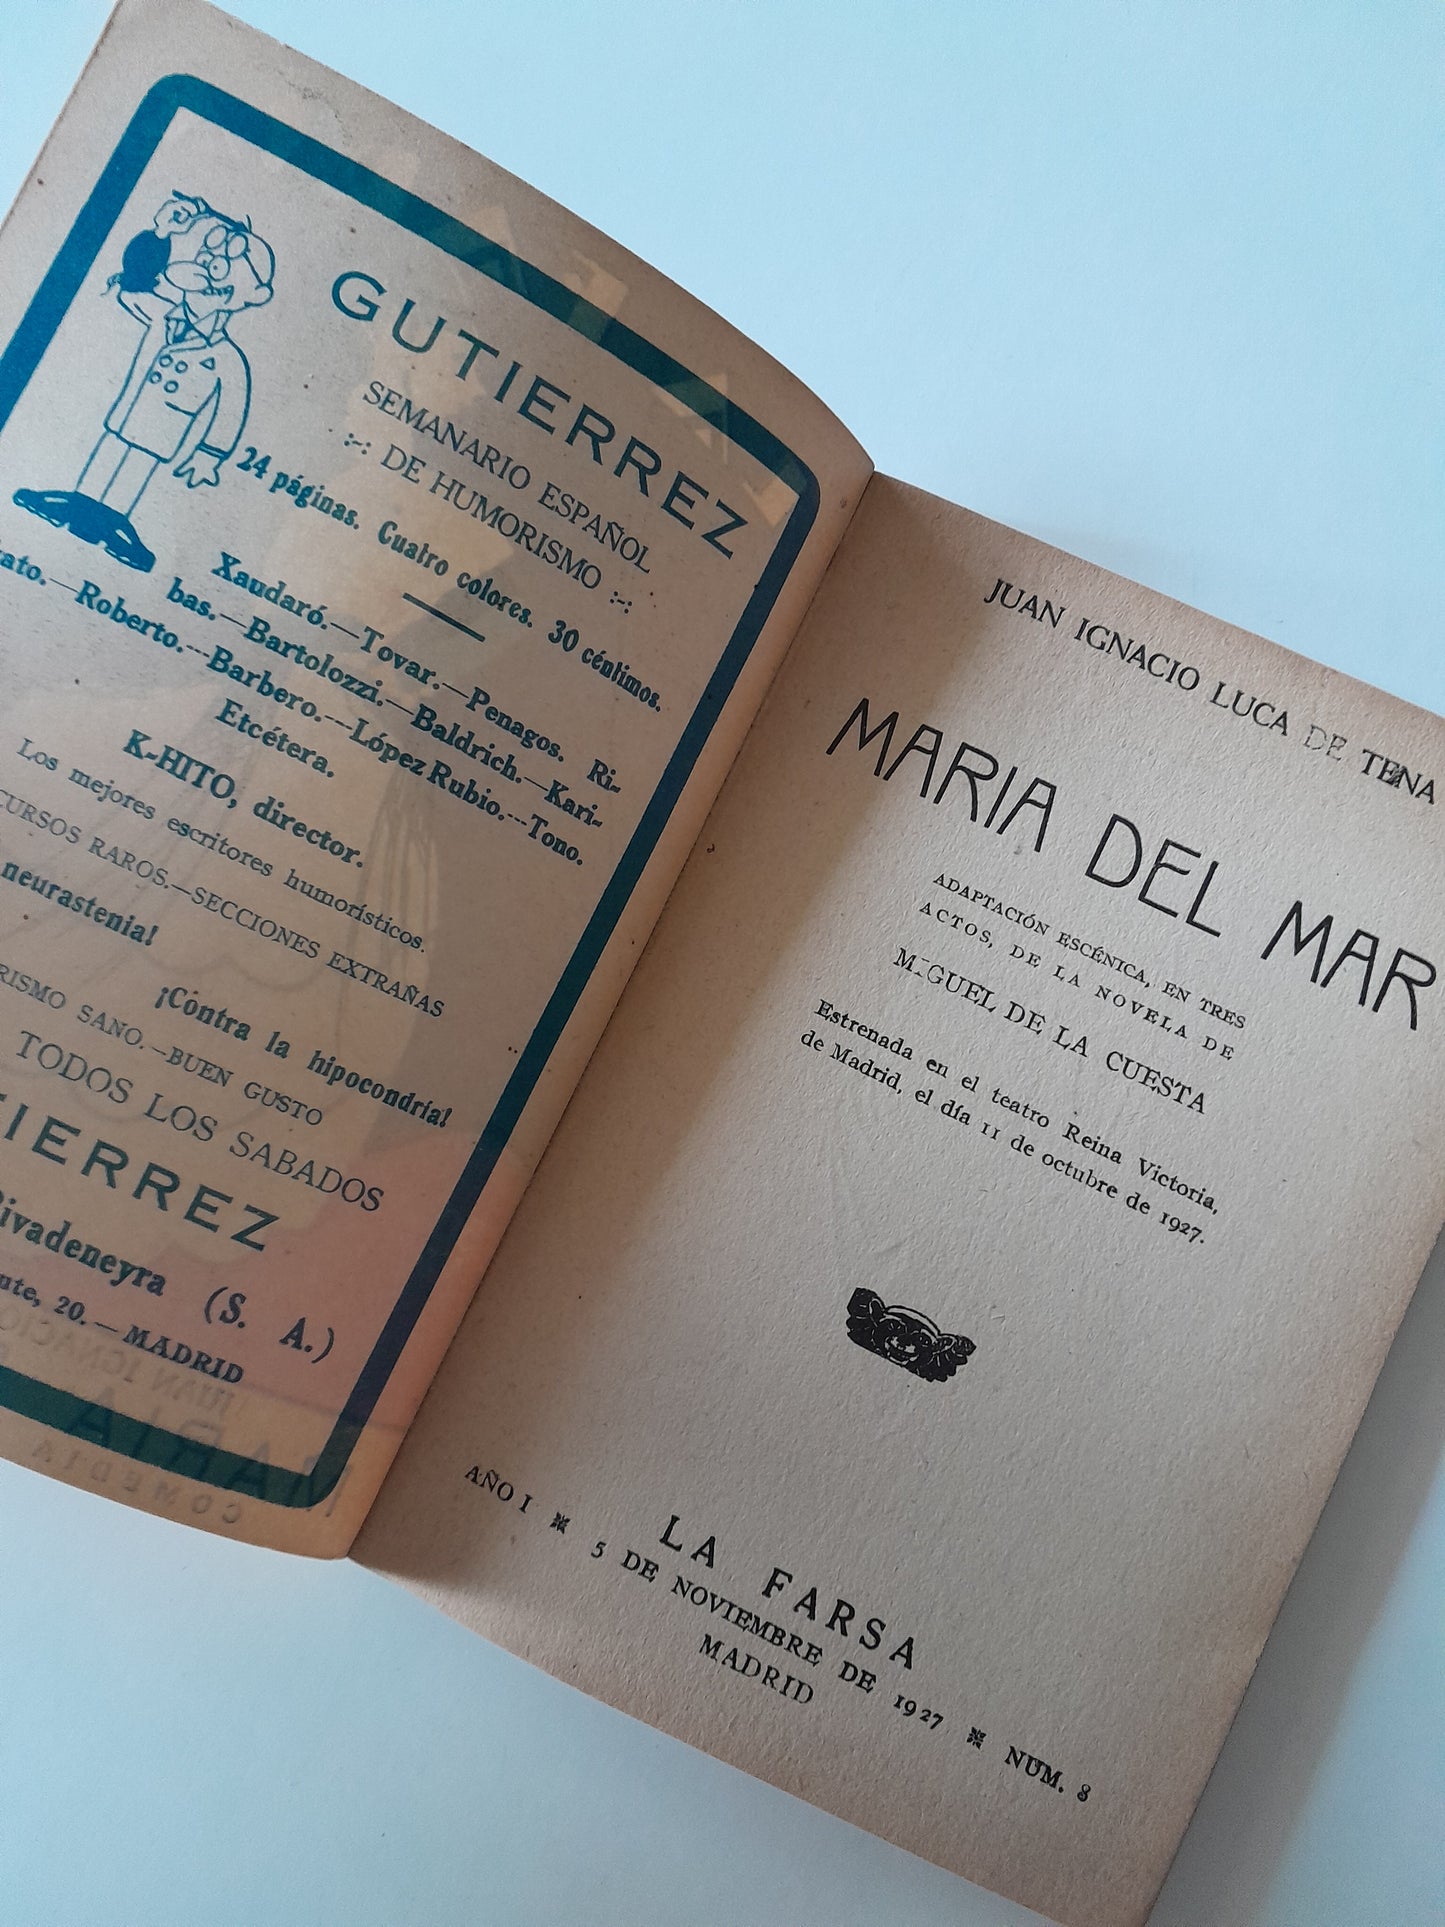 GUTIERREZ
SEMANARIO ESPAÑOL
:-: DE HUMORISMO :-:
24 páginas. Cuatro colores. 30 céntimos.
Xaudaró.—Tovar.—Penagos. Ri-
bas.—Bartolozzi.—Baldrich.—Kari-
Roberto.---Barbero.---López Rubio.---Tono.
Etcétera.
K-HITO, director.
Los mejores escritores humorísticos.
CURSOS RAROS.—SECCIONES EXTRAÑAS
neurastenia!
¡Contra la hipocondría!
RISMO SANO.—BUEN GUSTO
TODOS LOS SABADOS
TIERREZ
Rivadeneyra (S. A.)
20.—MADRID
JUAN IGNACIO LUCA DE TENA
MARIA DEL MAR
ADAPTACIÓN ESCÉNICA, EN TRES
ACTOS, DE LA NOVELA DE
MIGUEL DE LA CUESTA
Estrenada en el teatro Reina Victoria,
de Madrid, el día 11 de octubre de 1927.
LA FARSA
AÑO I 5 DE NOVIEMBRE DE 1927 NUM. 8
MADRID